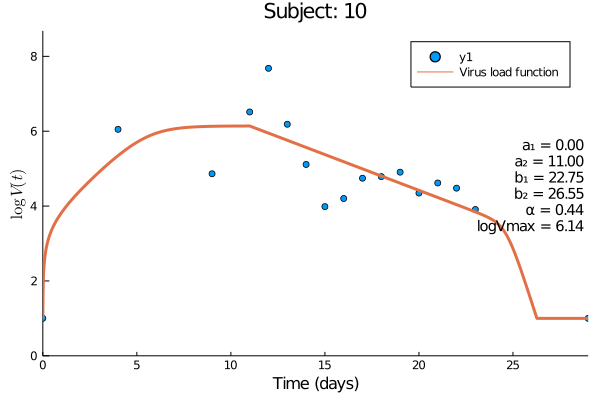 Subject: 10
y1
Virus load function
a₁ = 0.00
a₂ = 11.00
b₁ = 22.75
b₂ = 26.55
α = 0.44
logVmax = 6.14
log V(t)
8
6
4
2
0
0 5 10 15 20 25
Time (days)